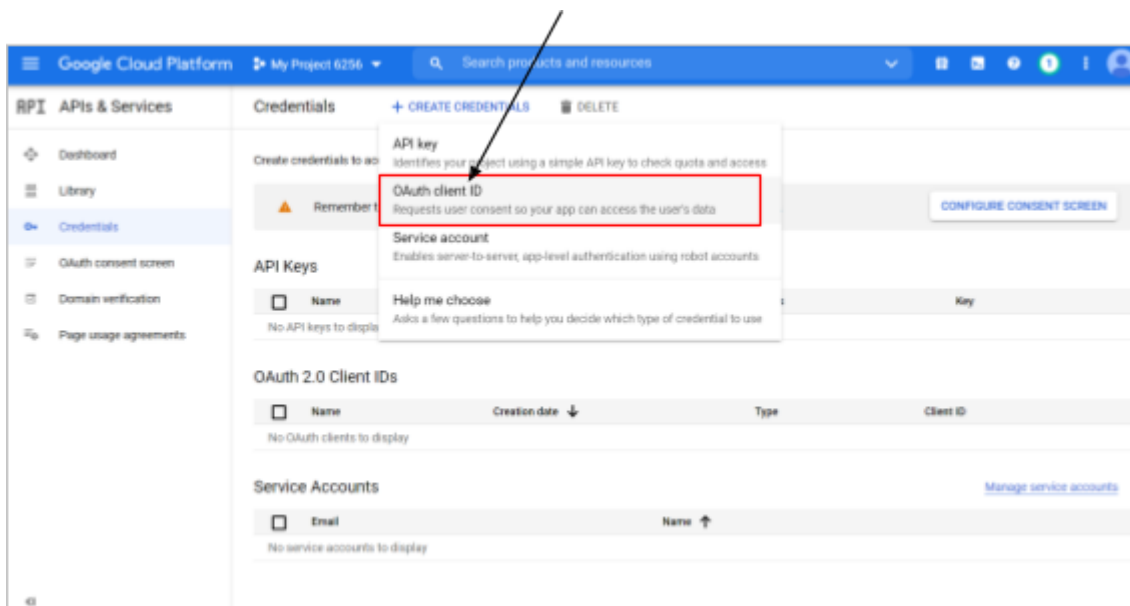 Google Cloud Platform My Project 6256 Search products and resources 1
API APIs & Services Credentials + CREATE CREDENTIALS DELETE
API key
Identifies your project using a simple API key to check quota and access
Dashboard Create credentials to ac
OAuth client ID
Library
Remember t Requests user consent so your app can access the user's data CONFIGURE CONSENT SCREEN
Credentials
Service account
Enables server-to-server, app-level authentication using robot accounts
OAuth consent screen API Keys
Domain verification Name Help me choose Key
No API keys to displa Asks a few questions to help you decide which type of credential to use
Page usage agreements
OAuth 2.0 Client IDs
Name Creation date Type Client ID
No OAuth clients to display
Service Accounts Manage service accounts
Email Name
No service accounts to display